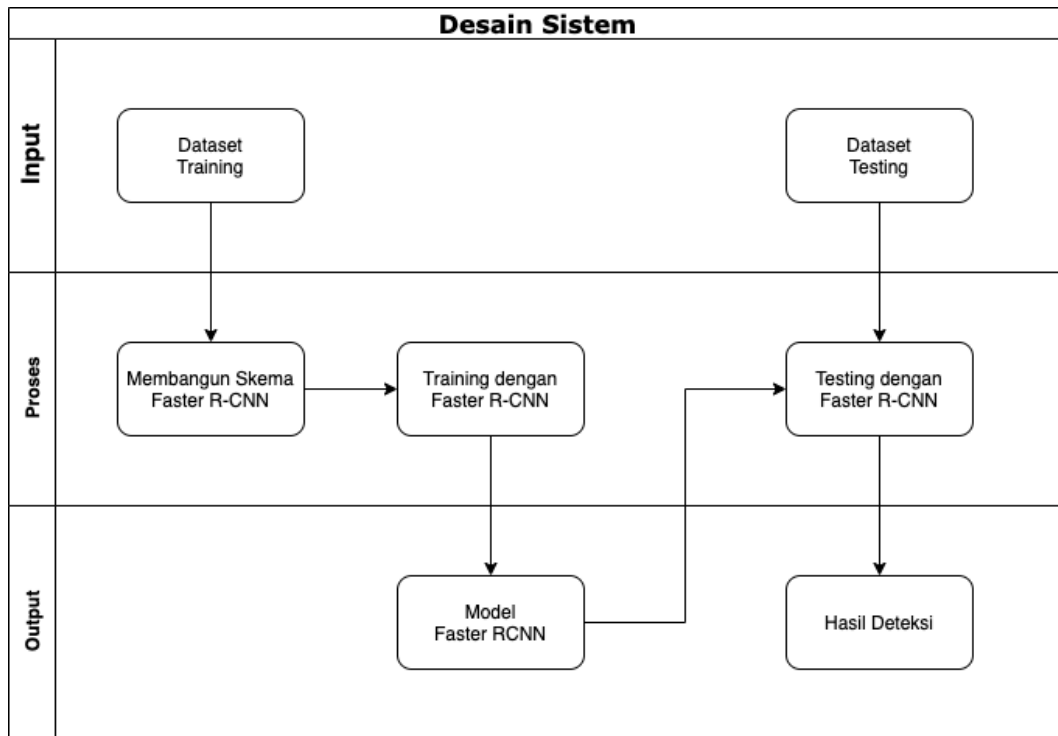 Desain Sistem
Input
Dataset
Training
Dataset
Testing
Proses
Membangun Skema
Faster R-CNN
Training dengan
Faster R-CNN
Testing dengan
Faster R-CNN
Output
Model
Faster RCNN
Hasil Deteksi